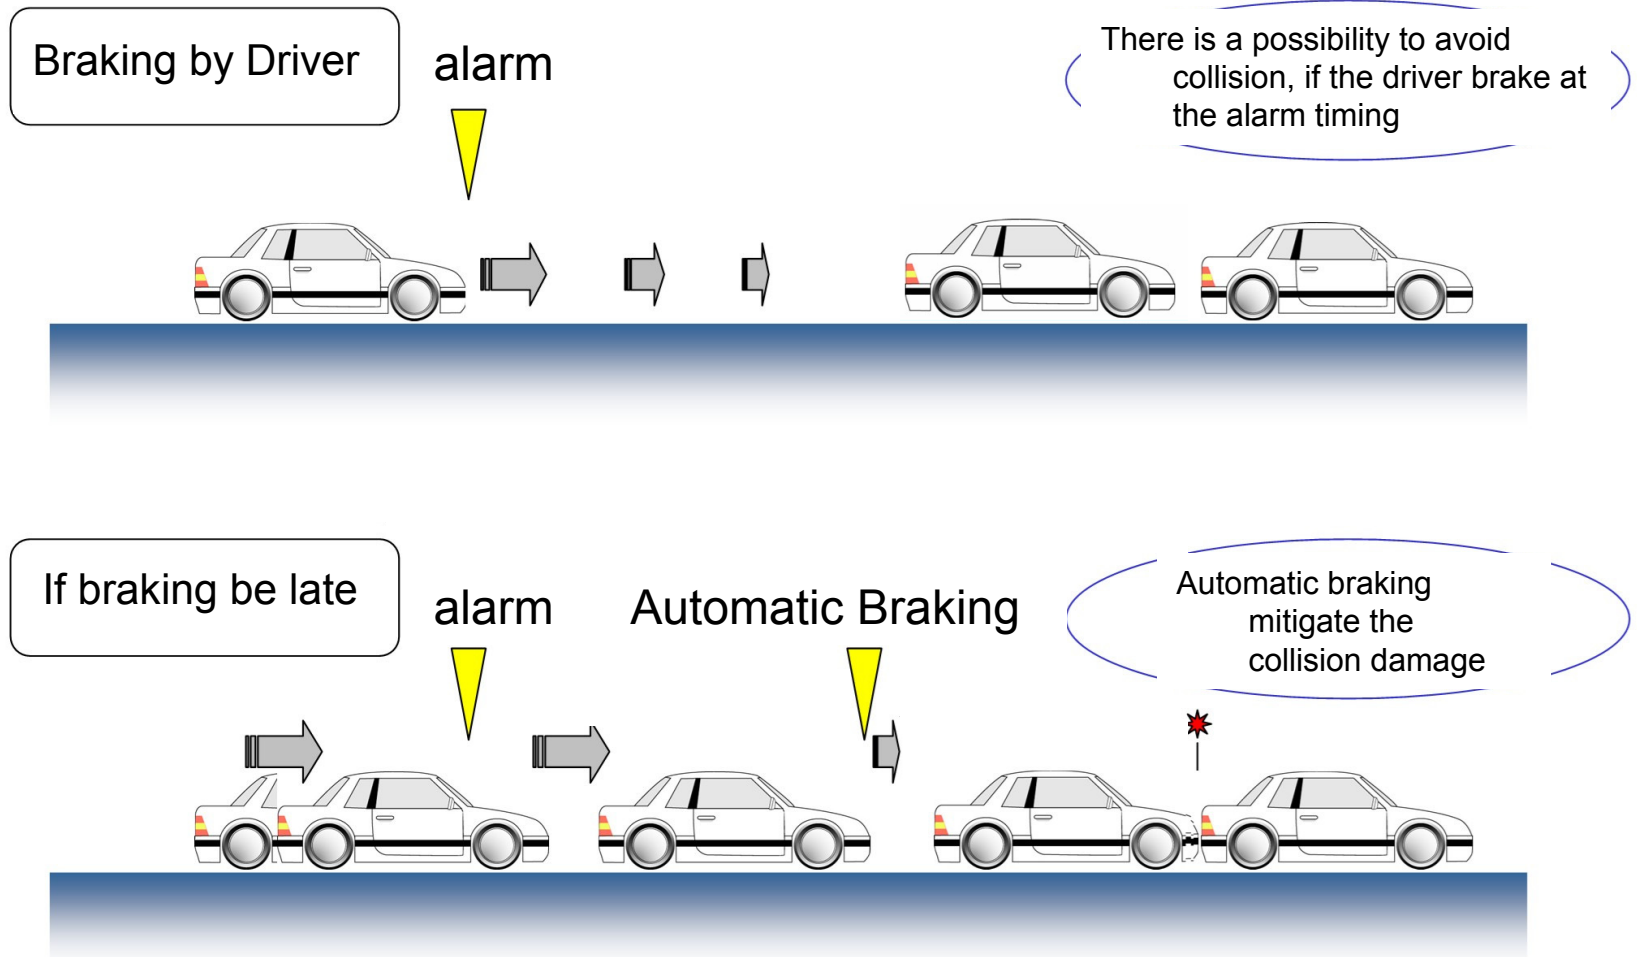 Braking by Driver
alarm
There is a possibility to avoid
collision, if the driver brake at
the alarm timing
If braking be late
alarm
Automatic Braking
Automatic braking
mitigate the
collision damage